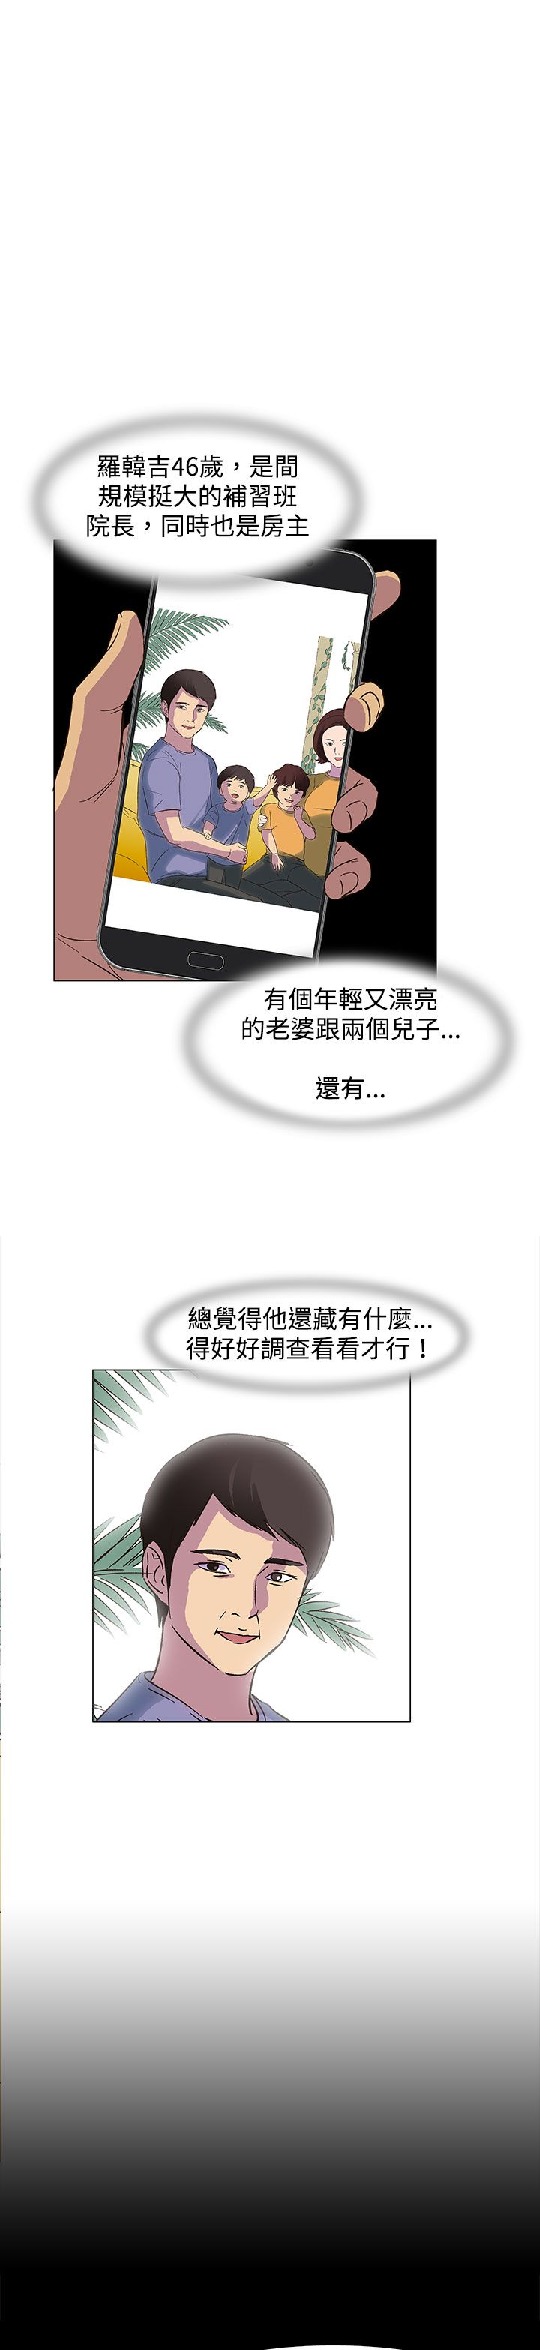 羅韓吉46歲，是間
規模挺大的補習班
院長，同時也是房主
有個年輕又漂亮
的老婆跟兩個兒子...
還有...
總覺得他還藏有什麼...
得好好調查看看才行！